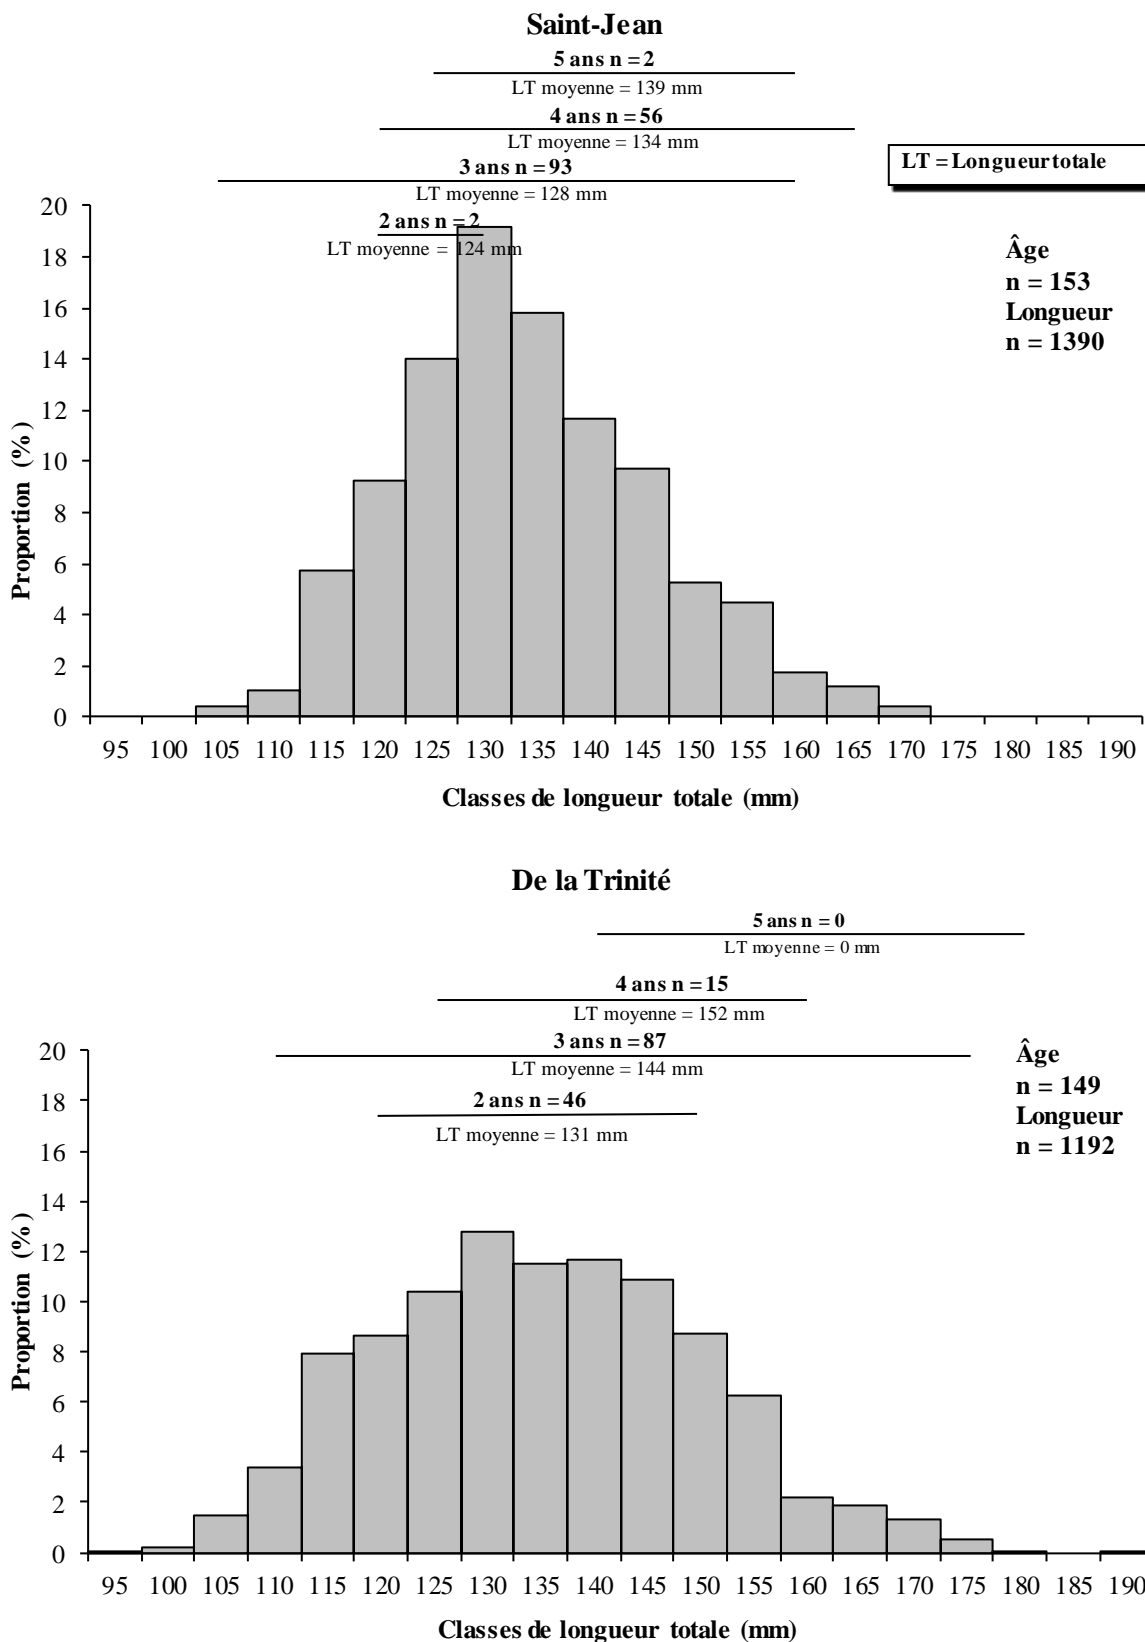 Saint-Jean
5 ans n = 2
LT moyenne = 139 mm
4 ans n = 56
LT moyenne = 134 mm
LT = Longueur totale
3 ans n = 93
LT moyenne = 128 mm
2 ans n = 2
LT moyenne = 124 mm
Âge
n = 153
Longueur
n = 1390
20
18
16
14
12
10
8
6
4
2
0
Proportion (%)
95 100 105 110 115 120 125 130 135 140 145 150 155 160 165 170 175 185 190
Classes de longueur totale (mm)
De la Trinité
5 ans n = 0
LT moyenne = 0 mm
4 ans n = 15
LT moyenne = 152 mm
3 ans n = 87
LT moyenne = 144 mm
2 ans n = 46
LT moyenne = 131 mm
Âge
n = 149
Longueur
n = 1192
20
18
16
14
12
10
8
6
4
2
0
Proportion (%)
95 100 105 110 115 120 125 130 135 140 145 150 155 160 165 170 175 180 185 190
Classes de longueur totale (mm)